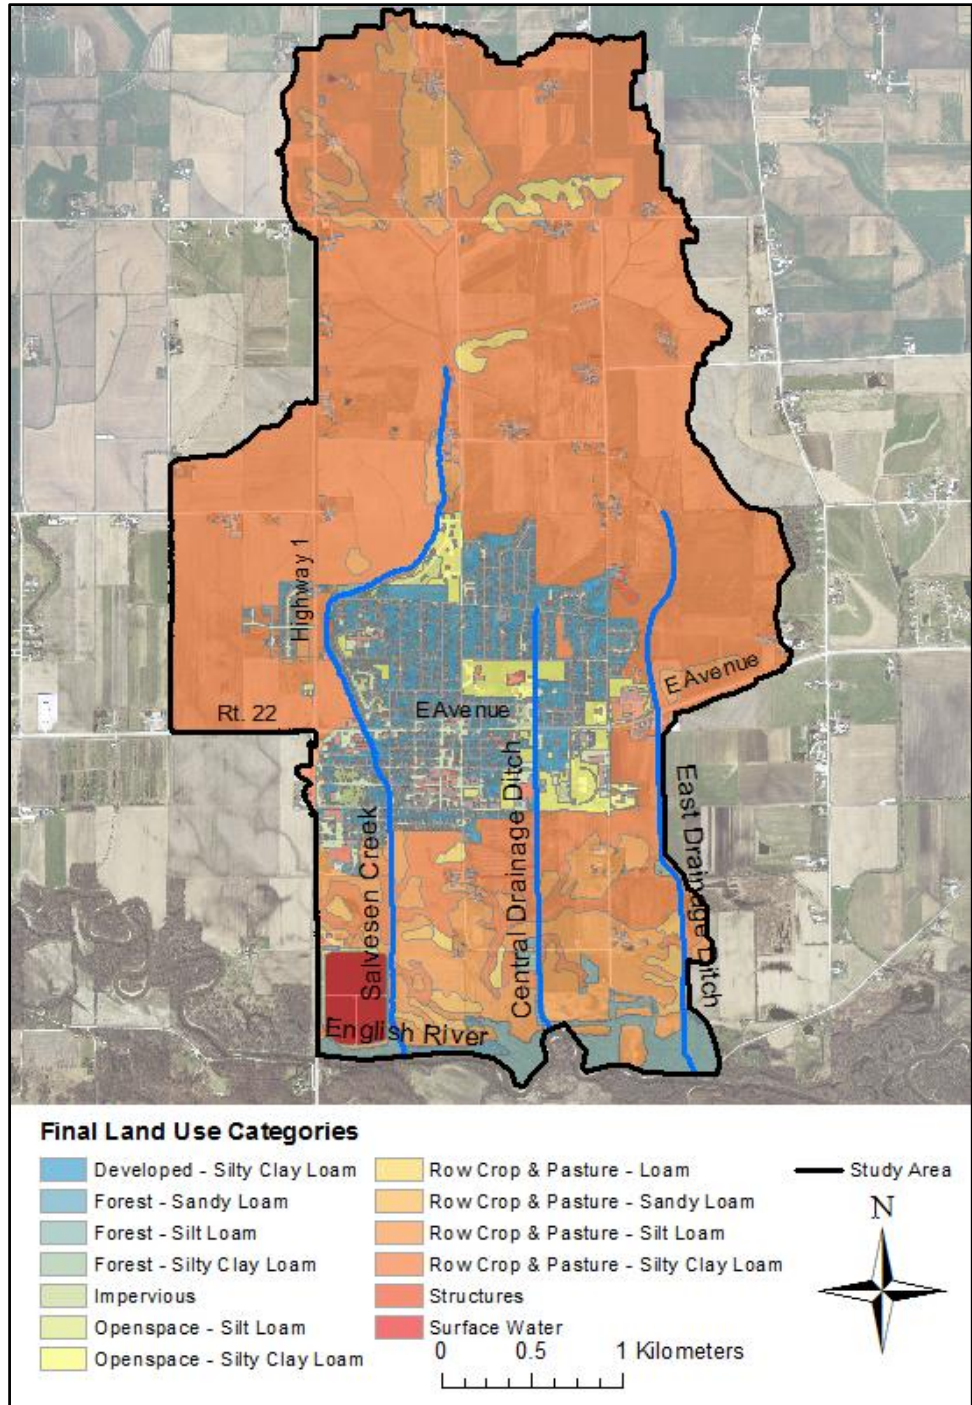 Highway 1
E Avenue
Rt. 22
E Avenue
Salvesen Creek
Central Drainage Ditch
East Drainage Ditch
English River
Final Land Use Categories
Developed - Silty Clay Loam
Forest - Sandy Loam
Forest - Silt Loam
Forest - Silty Clay Loam
Impervious
Openspace - Silt Loam
Openspace - Silty Clay Loam
Row Crop & Pasture - Loam
Row Crop & Pasture - Sandy Loam
Row Crop & Pasture - Silt Loam
Row Crop & Pasture - Silty Clay Loam
Structures
Surface Water
Study Area
N
0 0.5 1 Kilometers